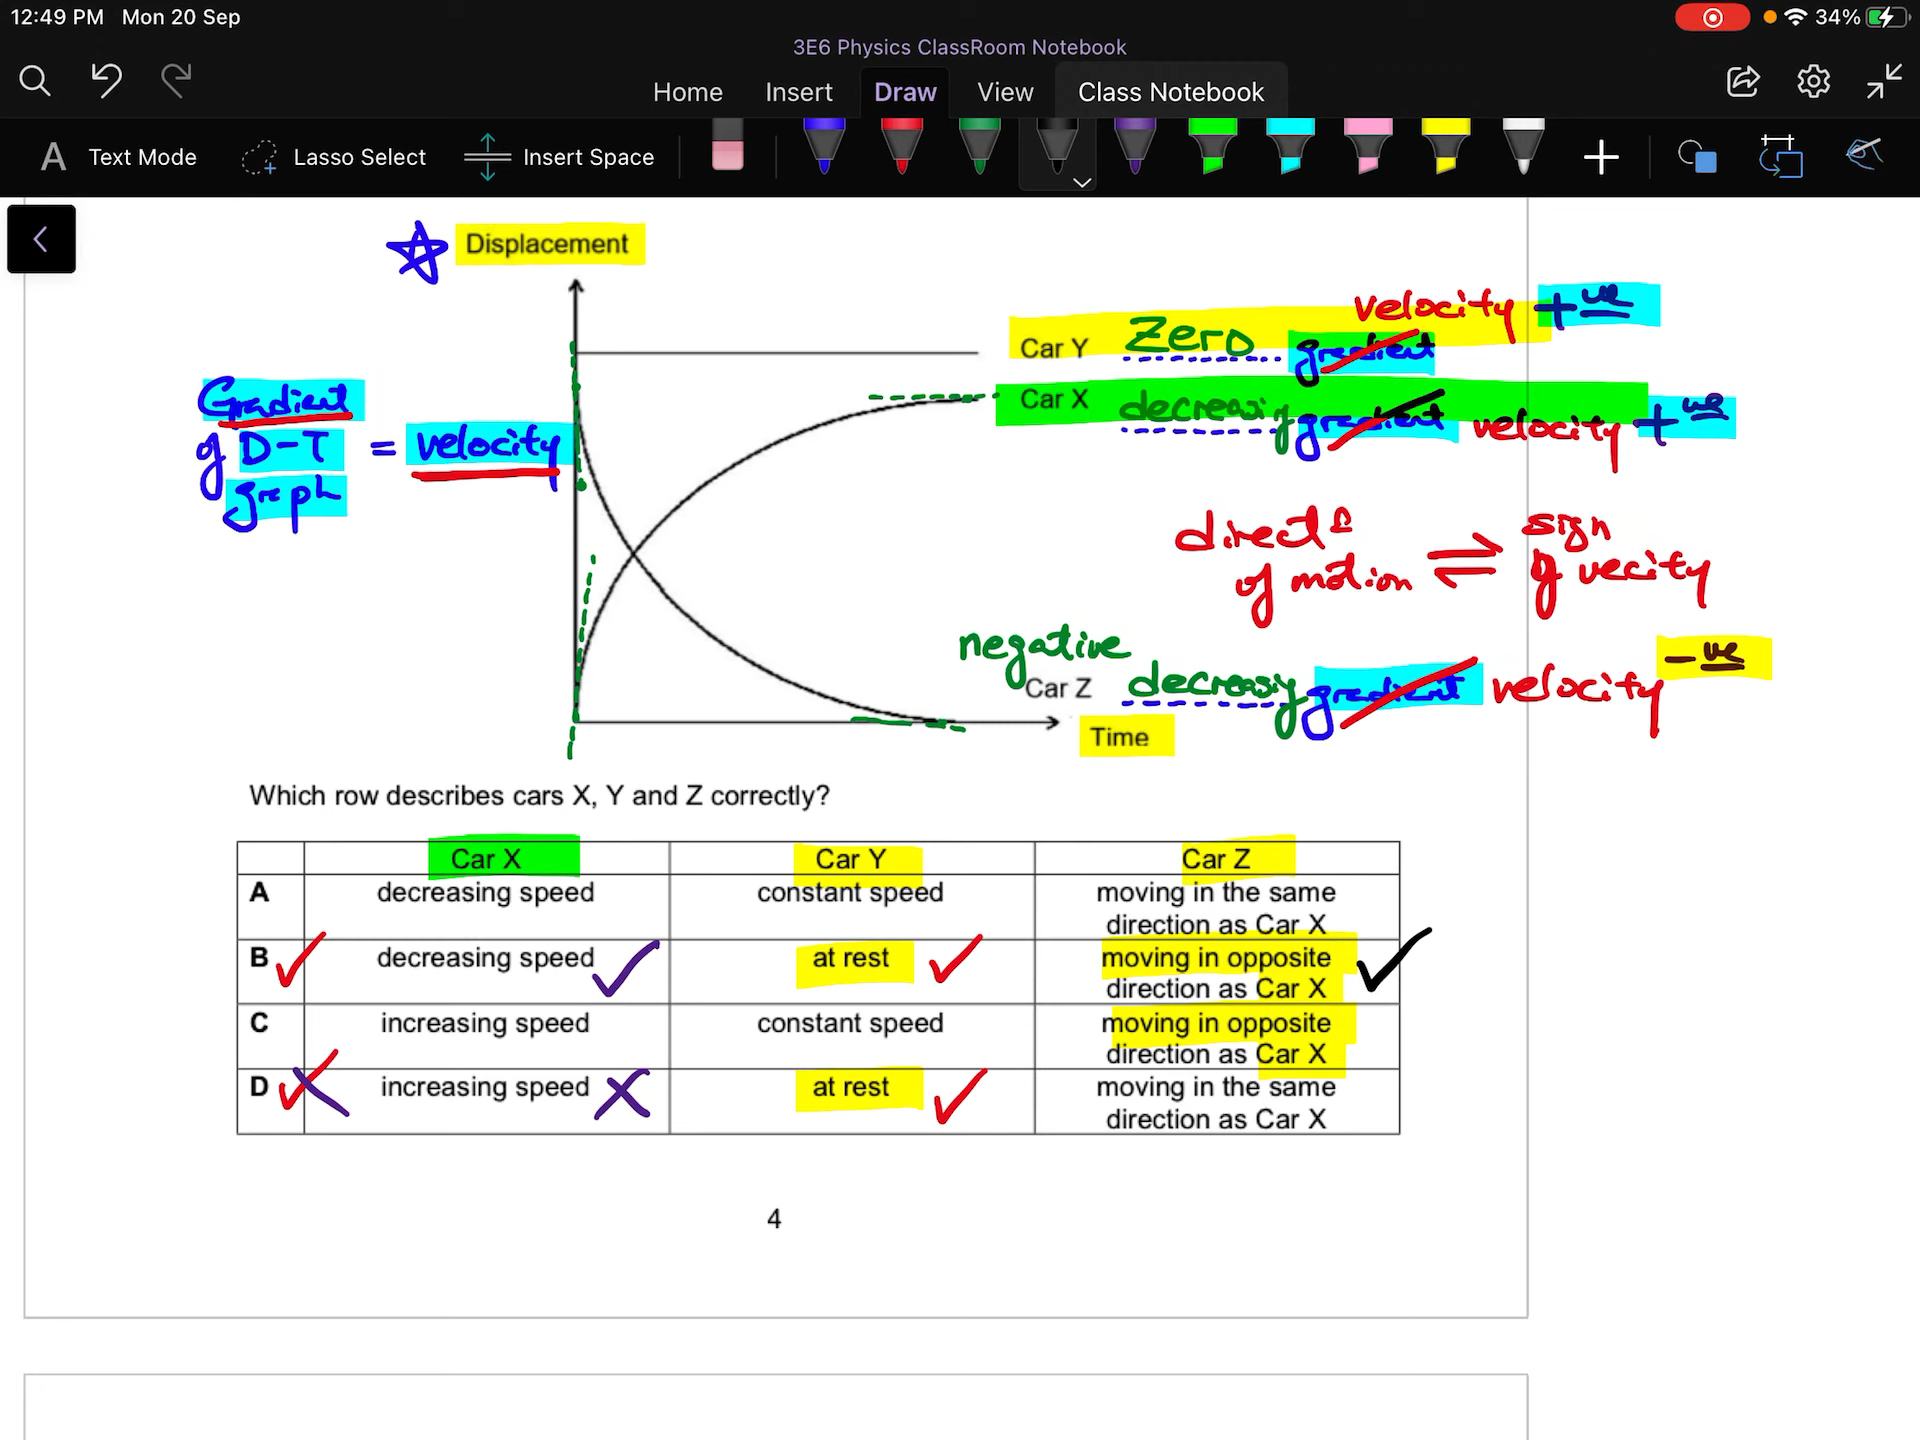 12:49 PM Mon 20 Sep
34%
3E6 Physics ClassRoom Notebook
Home Insert Draw View Class Notebook
A Text Mode Lasso Select Insert Space
Displacement
velocity +ve
Car Y Zero gradient
Car X decreasing gradient velocity +ve
Gradient
of D-T = velocity
graph
direct⁠n sign
of motion ⇌ of vecity
negative
-ve
Car Z decreasing gradient velocity
Time
Which row describes cars X, Y and Z correctly?
Car X Car Y Car Z
A decreasing speed constant speed moving in the same
direction as Car X
B decreasing speed at rest moving in opposite
direction as Car X
C increasing speed constant speed moving in opposite
direction as Car X
D increasing speed at rest moving in the same
direction as Car X
4